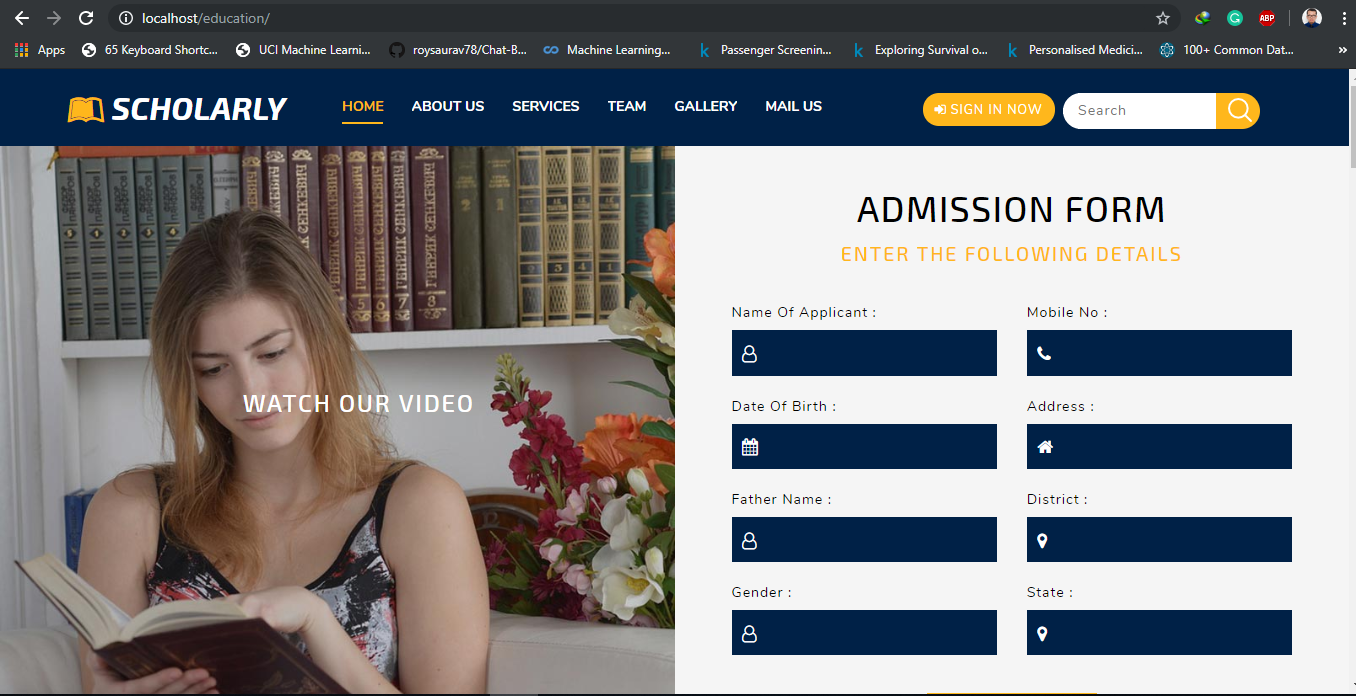 localhost/education/
ABP
Apps
65 Keyboard Shortc...
UCI Machine Learni...
roysaurav78/Chat-B...
Machine Learning...
Passenger Screenin...
Exploring Survival o...
Personalised Medici...
100+ Common Dat...
SCHOLARLY
HOME
ABOUT US
SERVICES
TEAM
GALLERY
MAIL US
SIGN IN NOW
Search
WATCH OUR VIDEO
ADMISSION FORM
ENTER THE FOLLOWING DETAILS
Name Of Applicant :
Mobile No :
Date Of Birth :
Address :
Father Name :
District :
Gender :
State :